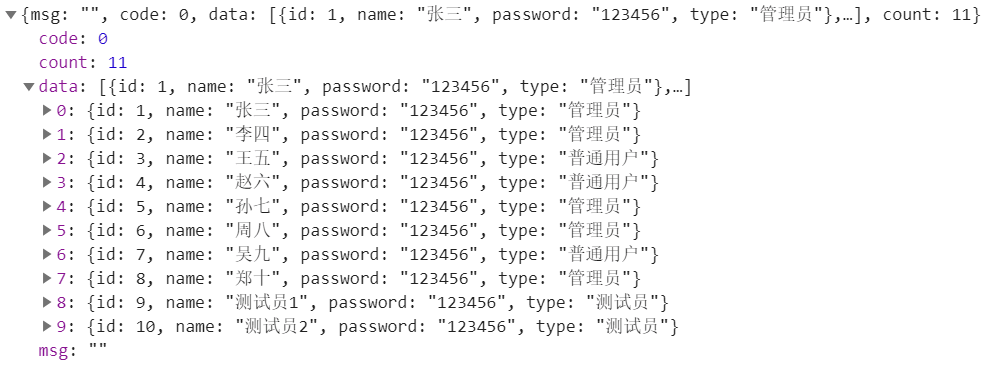 {msg: "", code: 0, data: [{id: 1, name: "张三", password: "123456", type: "管理员"},…], count: 11}
code: 0
count: 11
data: [{id: 1, name: "张三", password: "123456", type: "管理员"},…]
0: {id: 1, name: "张三", password: "123456", type: "管理员"}
1: {id: 2, name: "李四", password: "123456", type: "管理员"}
2: {id: 3, name: "王五", password: "123456", type: "普通用户"}
3: {id: 4, name: "赵六", password: "123456", type: "普通用户"}
4: {id: 5, name: "孙七", password: "123456", type: "管理员"}
5: {id: 6, name: "周八", password: "123456", type: "管理员"}
6: {id: 7, name: "吴九", password: "123456", type: "普通用户"}
7: {id: 8, name: "郑十", password: "123456", type: "管理员"}
8: {id: 9, name: "测试员1", password: "123456", type: "测试员"}
9: {id: 10, name: "测试员2", password: "123456", type: "测试员"}
msg: ""